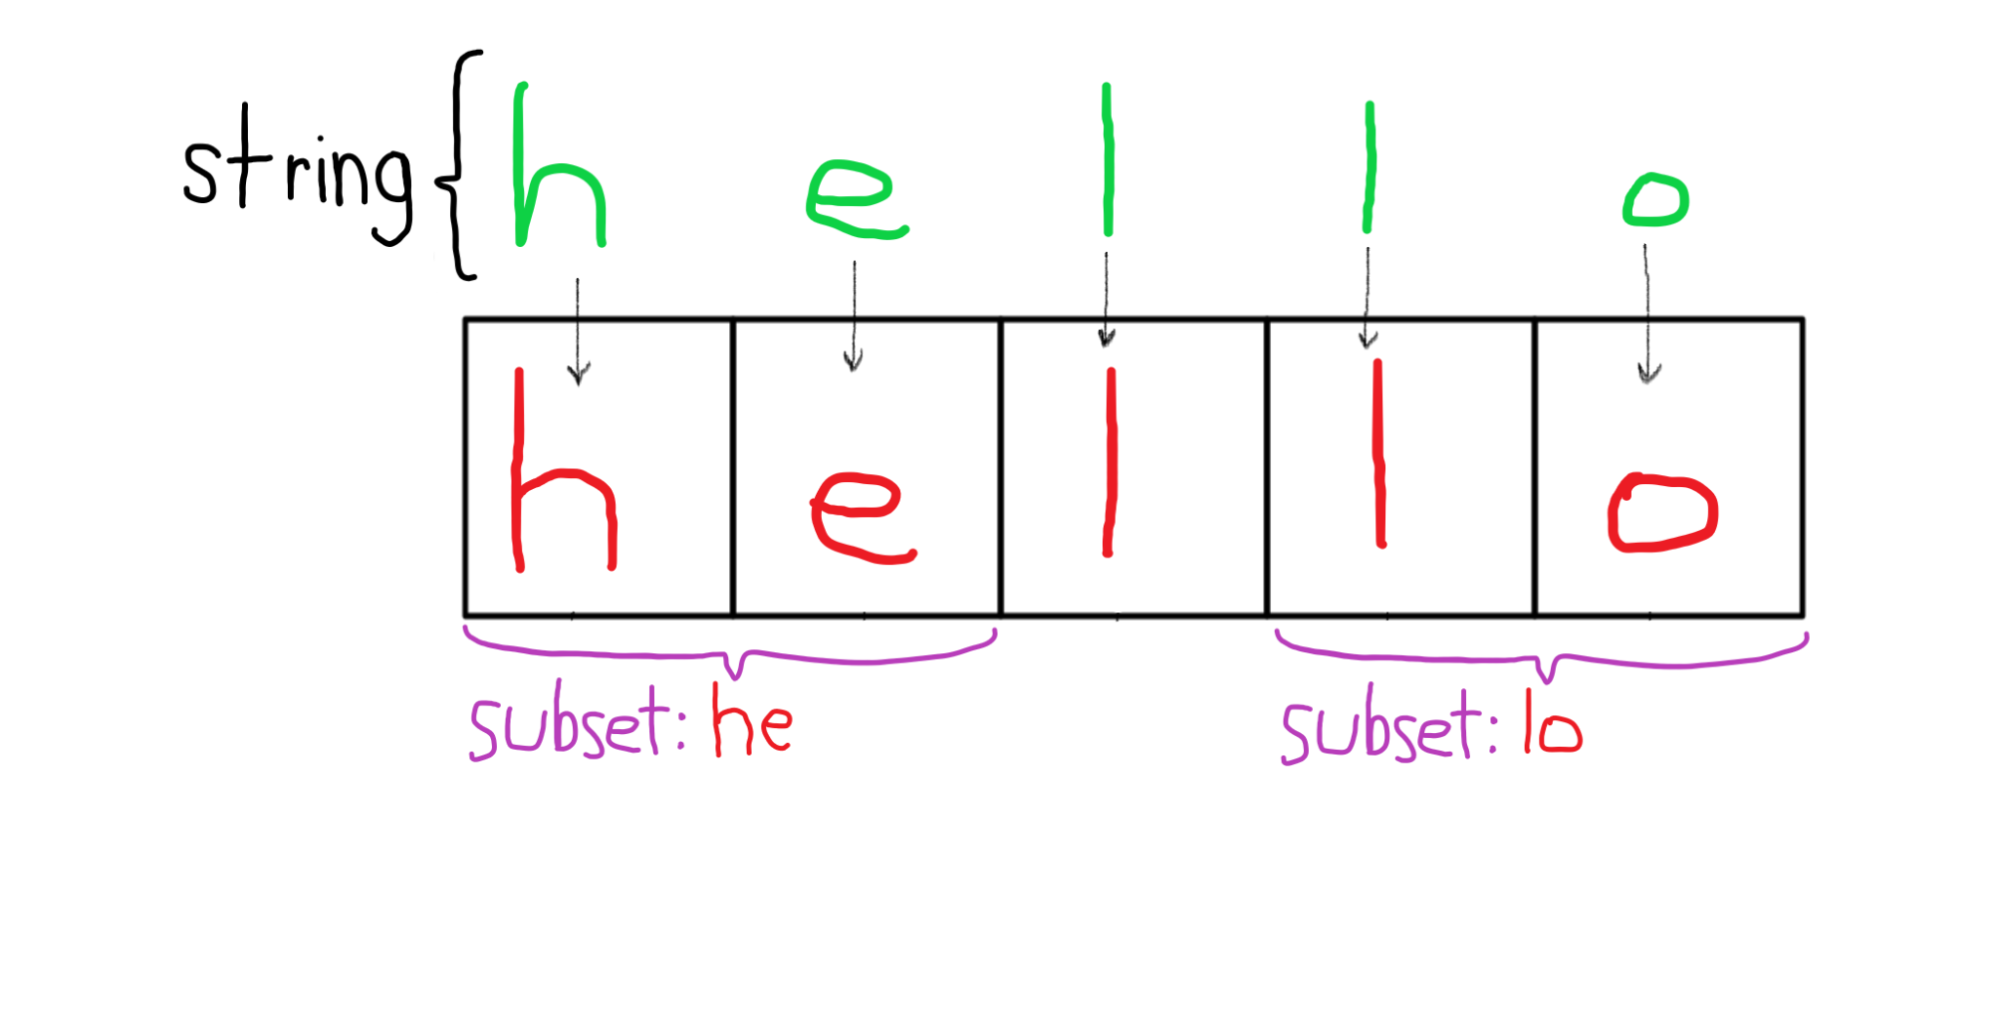 string { h e l l o
h e l l o
subset: he subset: lo